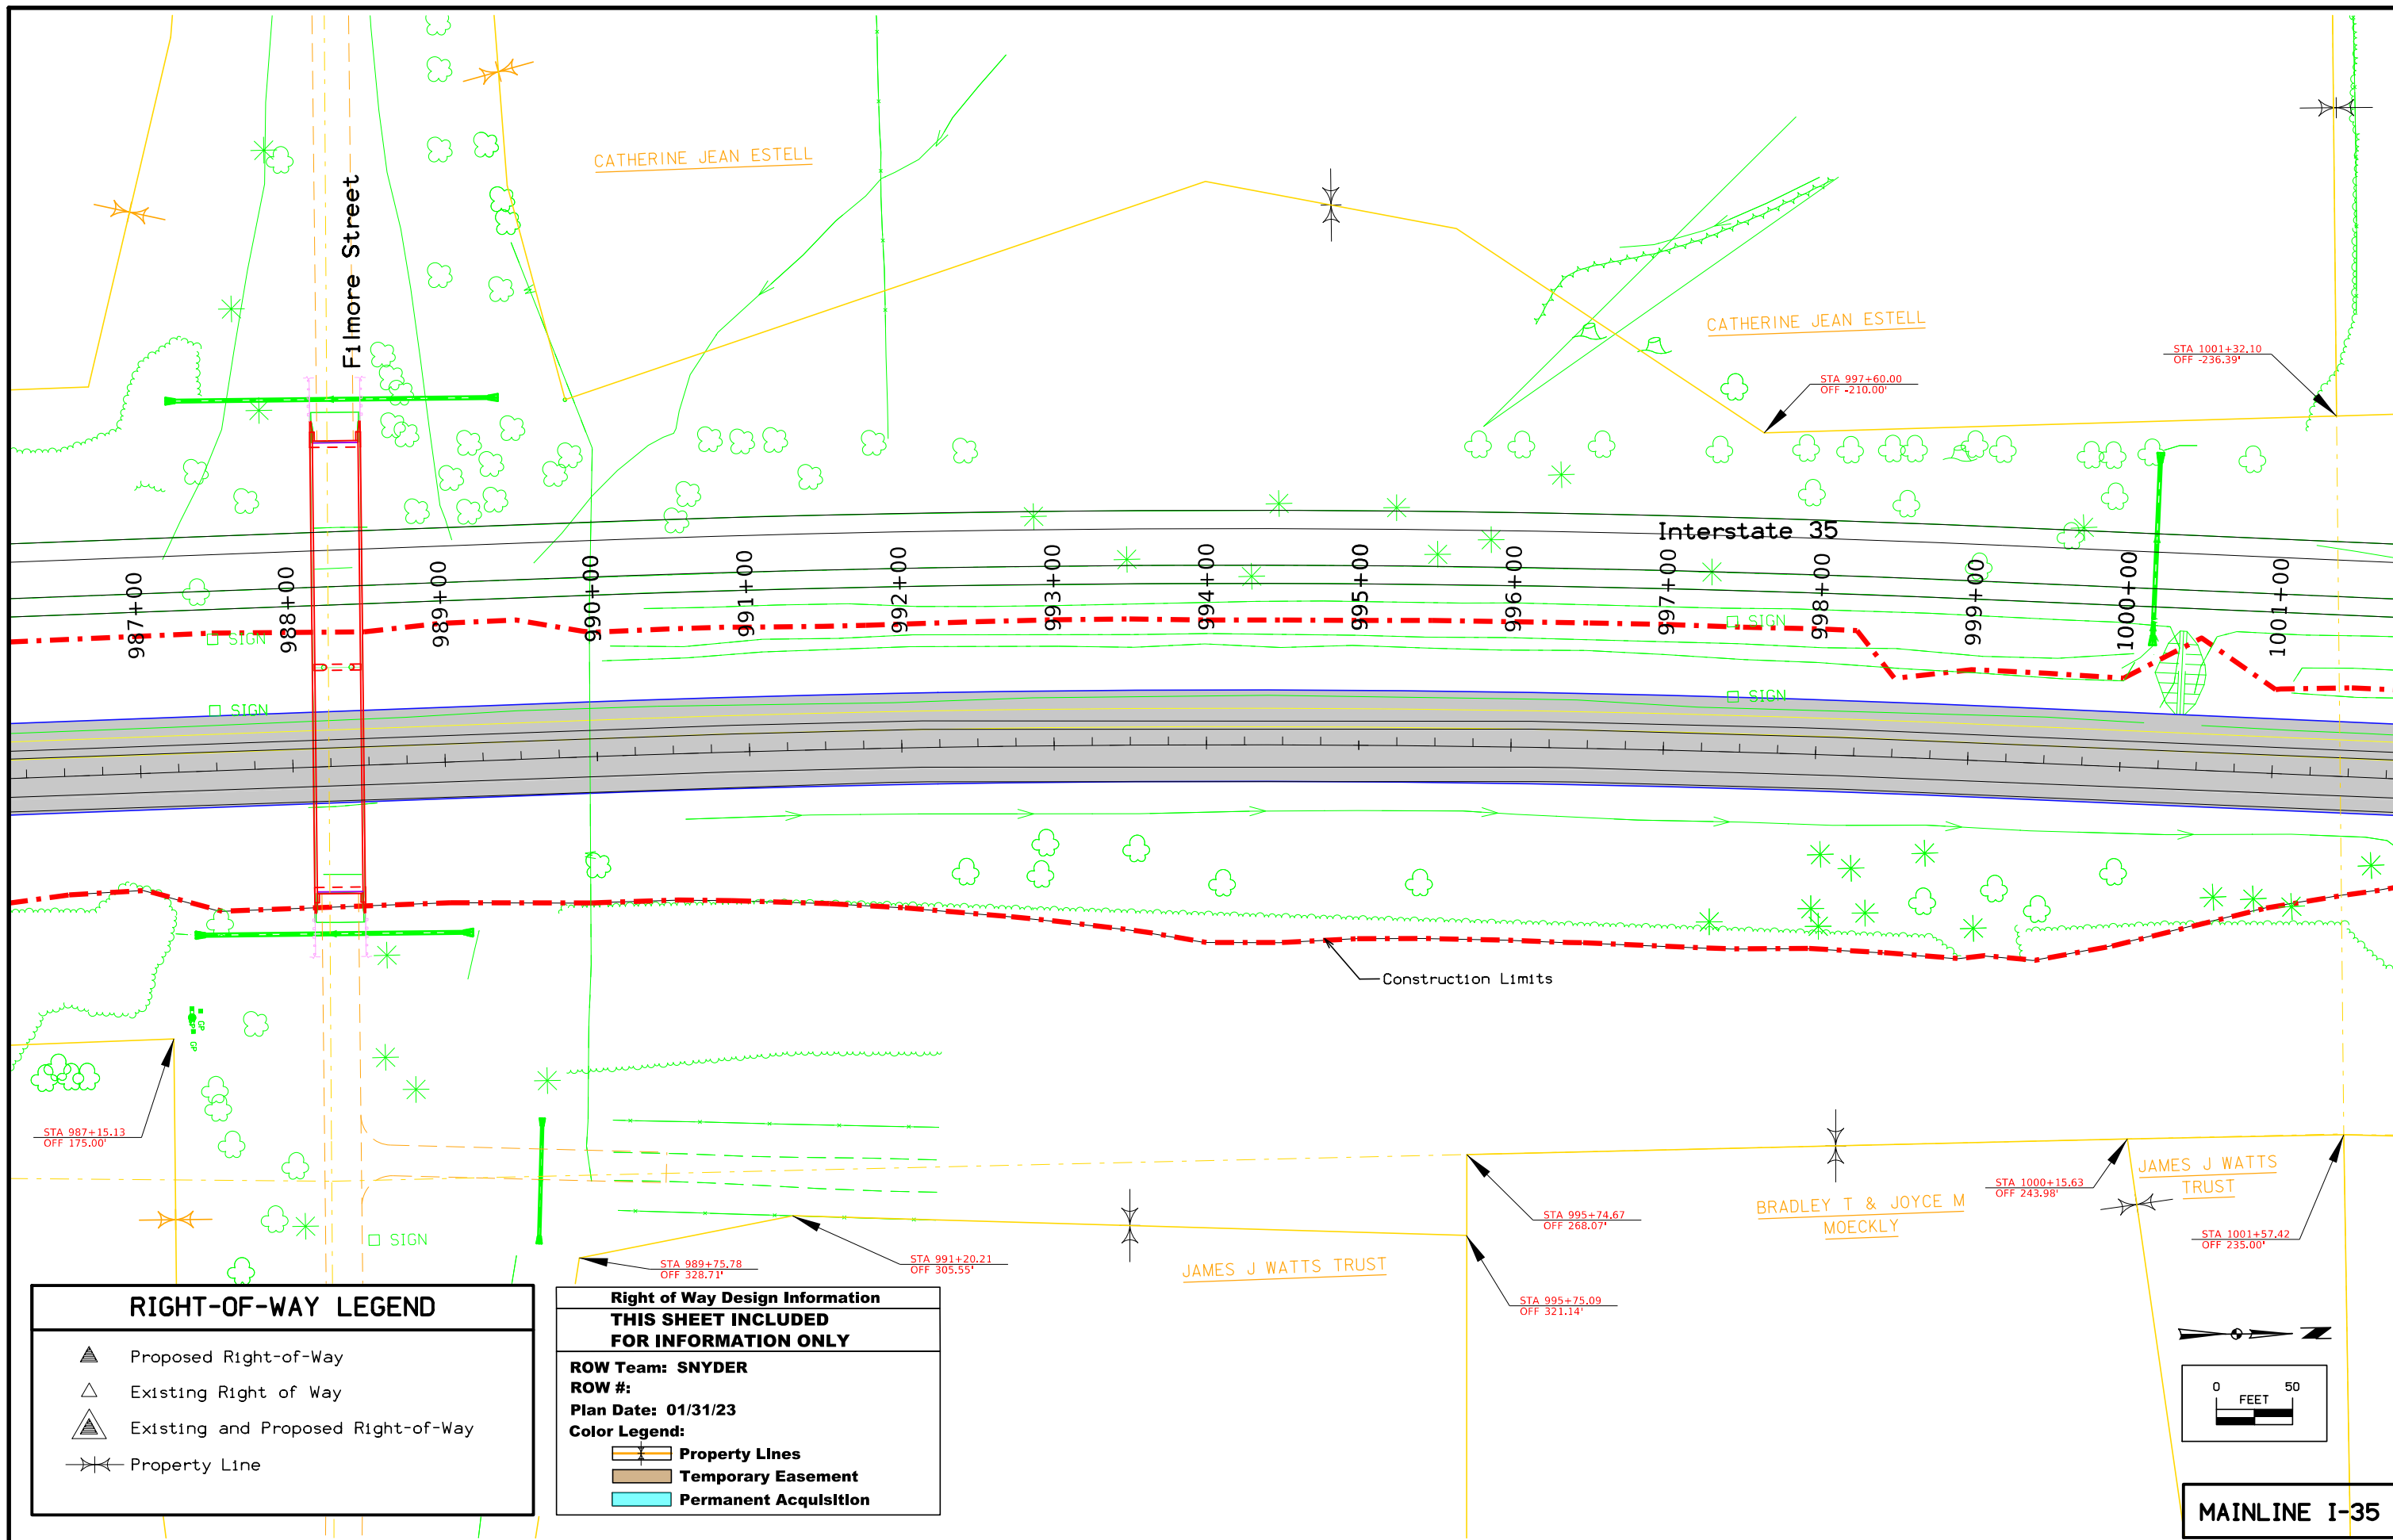 CATHERINE JEAN ESTELL
Filmore Street
CATHERINE JEAN ESTELL
STA 1001+32.10
OFF -236.39'
STA 997+60.00
OFF -210.00'
Interstate 35
987+00
988+00
989+00
990+00
991+00
992+00
993+00
994+00
995+00
996+00
997+00
998+00
999+00
1000+00
1001+00
SIGN
SIGN
SIGN
SIGN
Construction Limits
GP
GP
STA 987+15.13
OFF 175.00'
SIGN
STA 989+75.78
OFF 328.71'
STA 991+20.21
OFF 305.55'
JAMES J WATTS TRUST
STA 995+74.67
OFF 268.07'
STA 995+75.09
OFF 321.14'
BRADLEY T & JOYCE M
MOECKLY
STA 1000+15.63
OFF 243.98'
JAMES J WATTS
TRUST
STA 1001+57.42
OFF 235.00'
RIGHT-OF-WAY LEGEND
Proposed Right-of-Way
Existing Right of Way
Existing and Proposed Right-of-Way
Property Line
Right of Way Design Information
THIS SHEET INCLUDED
FOR INFORMATION ONLY
ROW Team: SNYDER
ROW #:
Plan Date: 01/31/23
Color Legend:
Property Lines
Temporary Easement
Permanent Acquisition
N
0 50
FEET
MAINLINE I-35